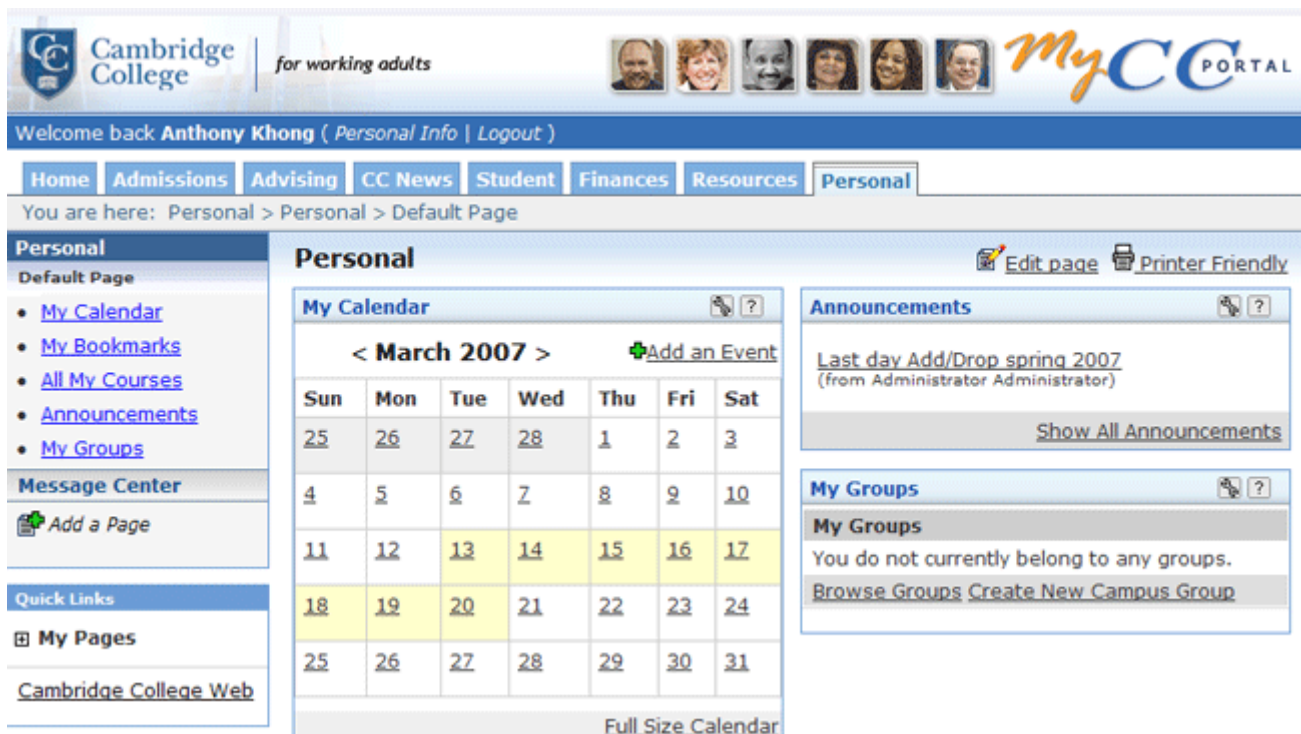 CC Cambridge College
for working adults
MyCC PORTAL
Welcome back Anthony Khong ( Personal Info | Logout )
Home Admissions Advising CC News Student Finances Resources Personal
You are here: Personal > Personal > Default Page
Personal
Default Page
• My Calendar
• My Bookmarks
• All My Courses
• Announcements
• My Groups
Message Center
Add a Page
Quick Links
My Pages
Cambridge College Web
Personal
Edit page Printer Friendly
My Calendar ?
< March 2007 > Add an Event
Sun Mon Tue Wed Thu Fri Sat
25 26 27 28 1 2 3
4 5 6 7 8 9 10
11 12 13 14 15 16 17
18 19 20 21 22 23 24
25 26 27 28 29 30 31
Full Size Calendar
Announcements ?
Last day Add/Drop spring 2007
(from Administrator Administrator)
Show All Announcements
My Groups ?
My Groups
You do not currently belong to any groups.
Browse Groups Create New Campus Group